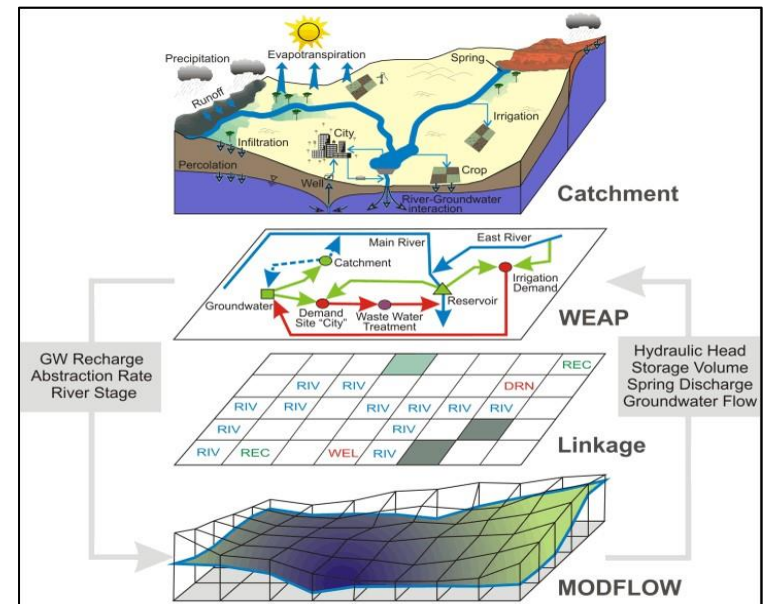 Precipitation
Evapotranspiration
Spring
Runoff
Irrigation
City
Infiltration
Percolation
Well
Crop
River-Groundwater
interaction
Catchment
Main River
East River
Catchment
Groundwater
Reservoir
Irrigation
Demand
Demand
Site "City"
Waste Water
Treatment
WEAP
GW Recharge
Abstraction Rate
River Stage
Hydraulic Head
Storage Volume
Spring Discharge
Groundwater Flow
REC
RIV RIV DRN
RIV RIV RIV RIV RIV RIV
RIV RIV
RIV REC WEL RIV
Linkage
MODFLOW